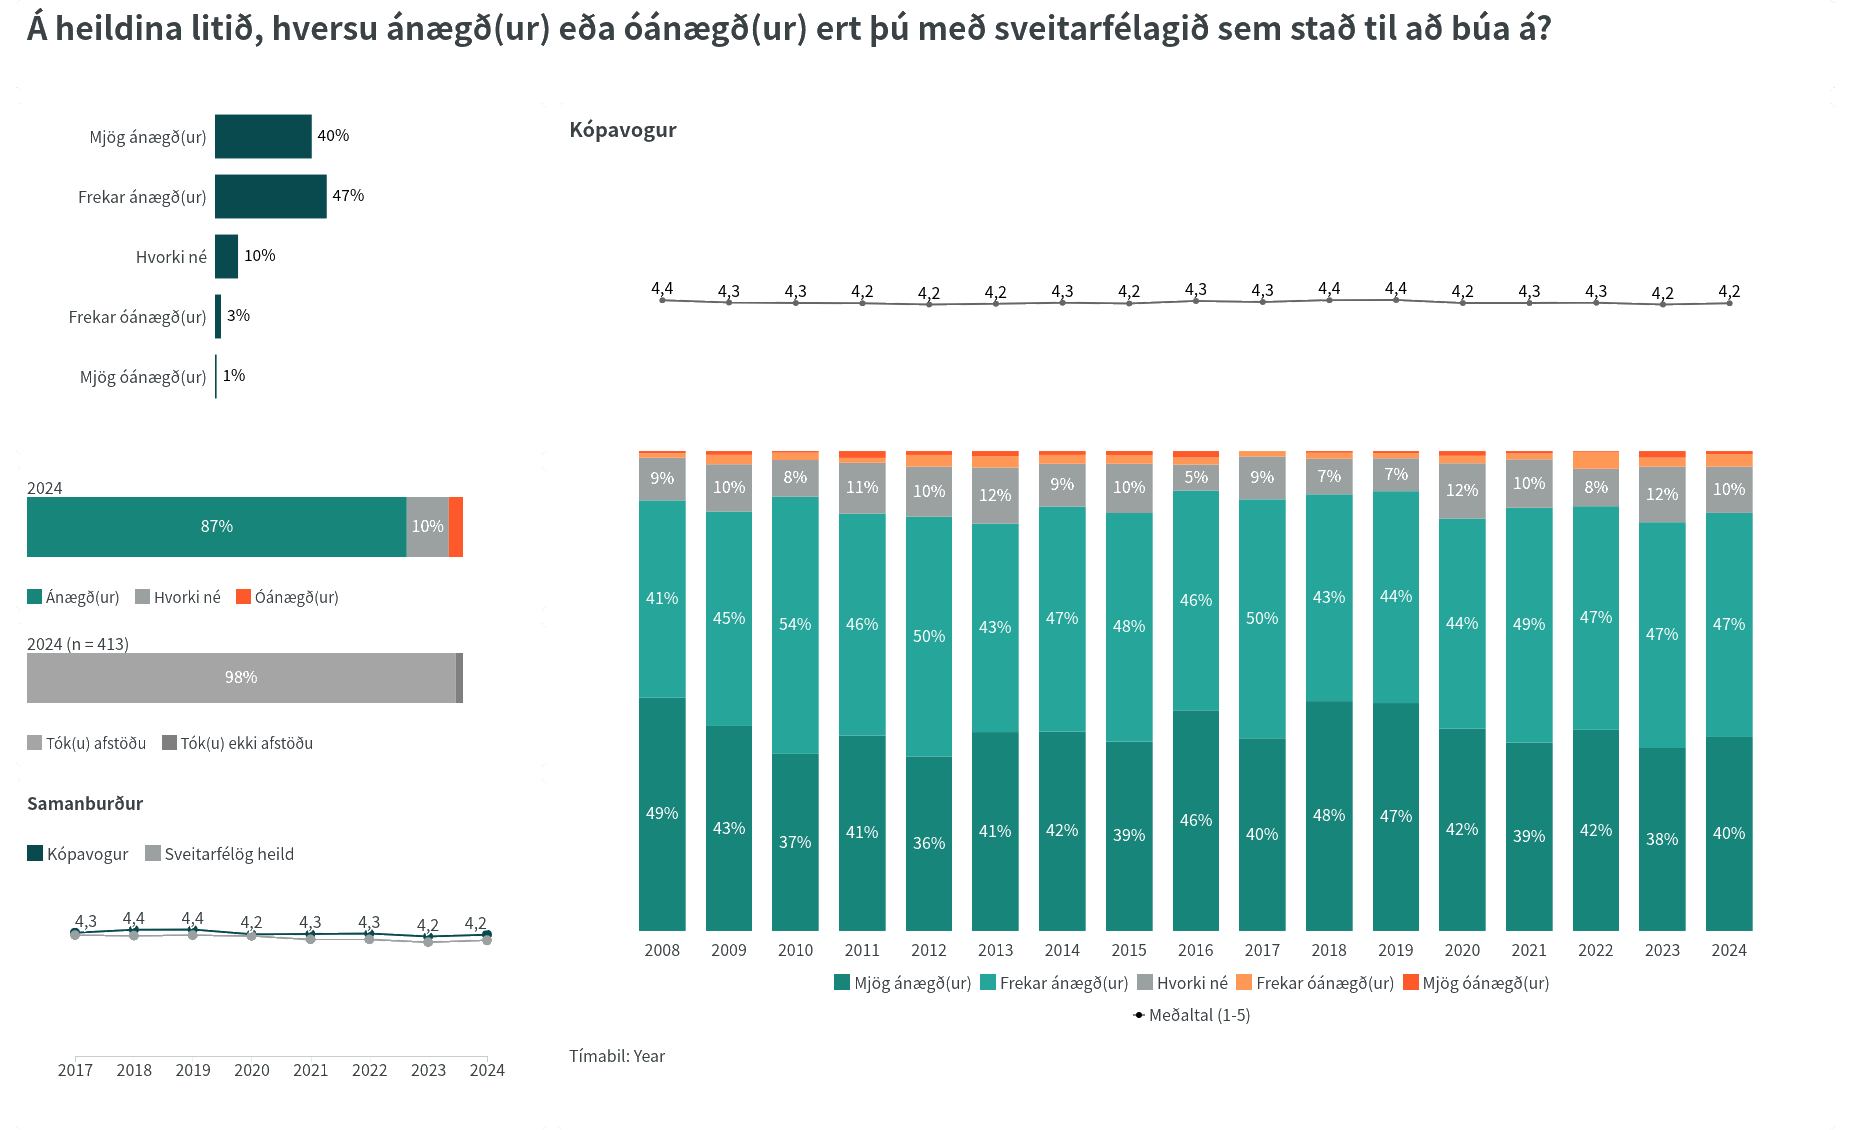 Á heildina litið, hversu ánægð(ur) eða óánægð(ur) ert þú með sveitarfélagið sem stað til að búa á?
Mjög ánægð(ur) 40%
Frekar ánægð(ur) 47%
Hvorki né 10%
Frekar óánægð(ur) 3%
Mjög óánægð(ur) 1%
2024
87% 10%
Ánægð(ur) Hvorki né Óánægð(ur)
2024 (n = 413)
98%
Tók(u) afstöðu Tók(u) ekki afstöðu
Samanburður
Kópavogur Sveitarfélög heild
4,3 4,4 4,4 4,2 4,3 4,3 4,2 4,2
2017 2018 2019 2020 2021 2022 2023 2024
Kópavogur
4,4 4,3 4,3 4,2 4,2 4,2 4,3 4,2 4,3 4,3 4,4 4,4 4,2 4,3 4,3 4,2 4,2
9% 10% 8% 11% 10% 12% 9% 10% 5% 9% 7% 7% 12% 10% 8% 12% 10%
41% 45% 54% 46% 50% 43% 47% 48% 46% 50% 43% 44% 44% 49% 47% 47% 47%
49% 43% 37% 41% 36% 41% 42% 39% 46% 40% 48% 47% 42% 39% 42% 38% 40%
2008 2009 2010 2011 2012 2013 2014 2015 2016 2017 2018 2019 2020 2021 2022 2023 2024
Mjög ánægð(ur) Frekar ánægð(ur) Hvorki né Frekar óánægð(ur) Mjög óánægð(ur)
Meðaltal (1-5)
Tímabil: Year